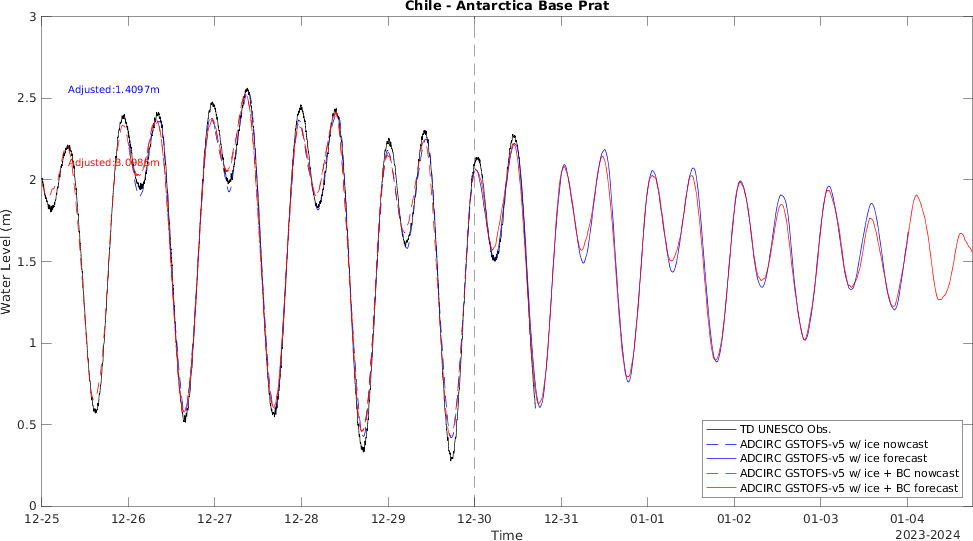 Chile - Antarctica Base Prat
3
2.5
2
1.5
1
0.5
0
Water Level (m)
Adjusted:1.4097m
TD UNESCO Obs.
ADCIRC GSTOFS-v5 w/ ice nowcast
ADCIRC GSTOFS-v5 w/ ice forecast
ADCIRC GSTOFS-v5 w/ ice + BC nowcast
ADCIRC GSTOFS-v5 w/ ice + BC forecast
12-25 12-26 12-27 12-28 12-29 12-30 12-31 01-01 01-02 01-03 01-04
Time
2023-2024